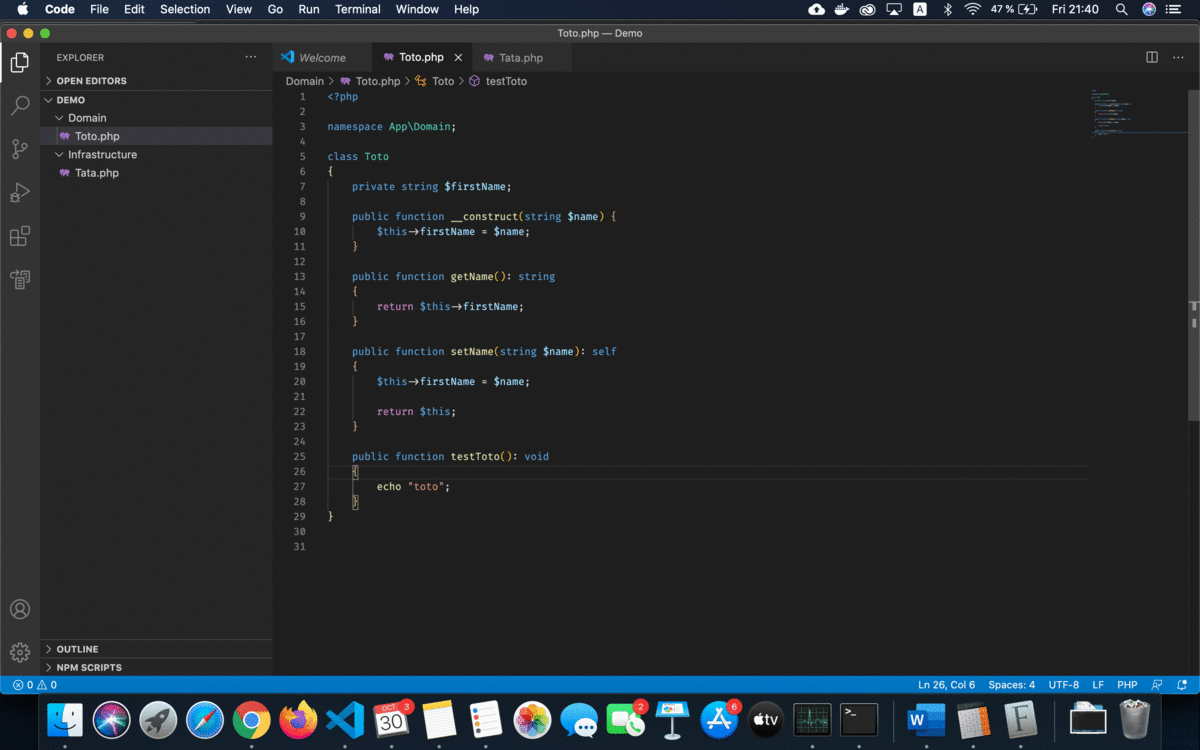 Code File Edit Selection View Go Run Terminal Window Help A 47 % Fri 21:40
Toto.php — Demo
EXPLORER
OPEN EDITORS
DEMO
Domain
Toto.php
Infrastructure
Tata.php
OUTLINE
NPM SCRIPTS
Welcome Toto.php Tata.php
Domain > Toto.php > Toto > testToto
1 <?php
2
3 namespace App\Domain;
4
5 class Toto
6 {
7 private string $firstName;
8
9 public function __construct(string $name) {
10 $this->firstName = $name;
11 }
12
13 public function getName(): string
14 {
15 return $this->firstName;
16 }
17
18 public function setName(string $name): self
19 {
20 $this->firstName = $name;
21
22 return $this;
23 }
24
25 public function testToto(): void
26 {
27 echo "toto";
28 }
29 }
30
31
0 0 Ln 26, Col 6 Spaces: 4 UTF-8 LF PHP
OCT 30 3 2 6 tv >_ W F